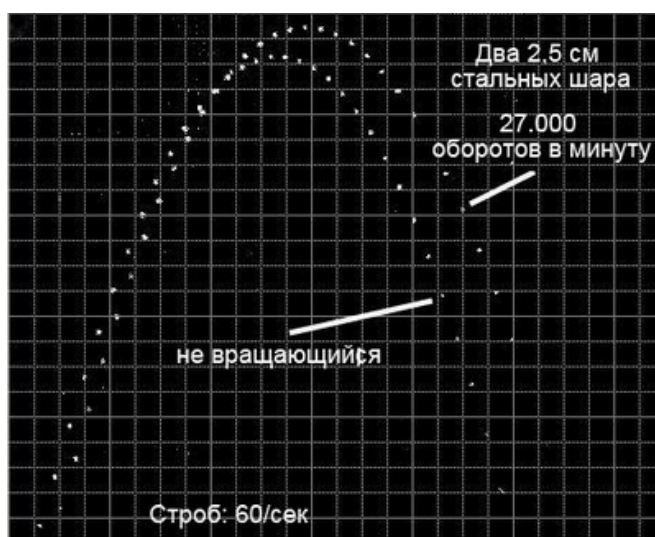 Два 2,5 см
стальных шара
27.000
оборотов в минуту
не вращающийся
Строб: 60/сек